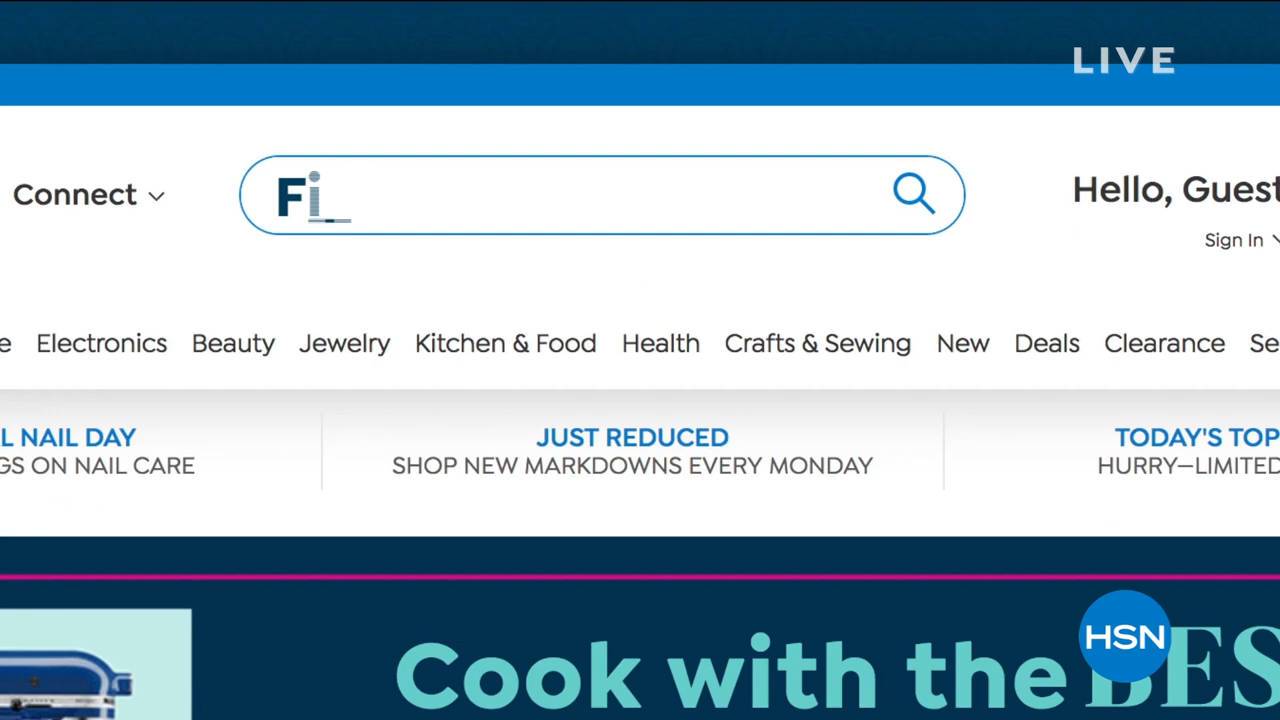 LIVE
Connect
Fi_
Hello, Guest
Sign In
Electronics Beauty Jewelry Kitchen & Food Health Crafts & Sewing New Deals Clearance Se
L NAIL DAY
GS ON NAIL CARE
JUST REDUCED
SHOP NEW MARKDOWNS EVERY MONDAY
TODAY'S TOP
HURRY—LIMITED
Cook with the BES
HSN